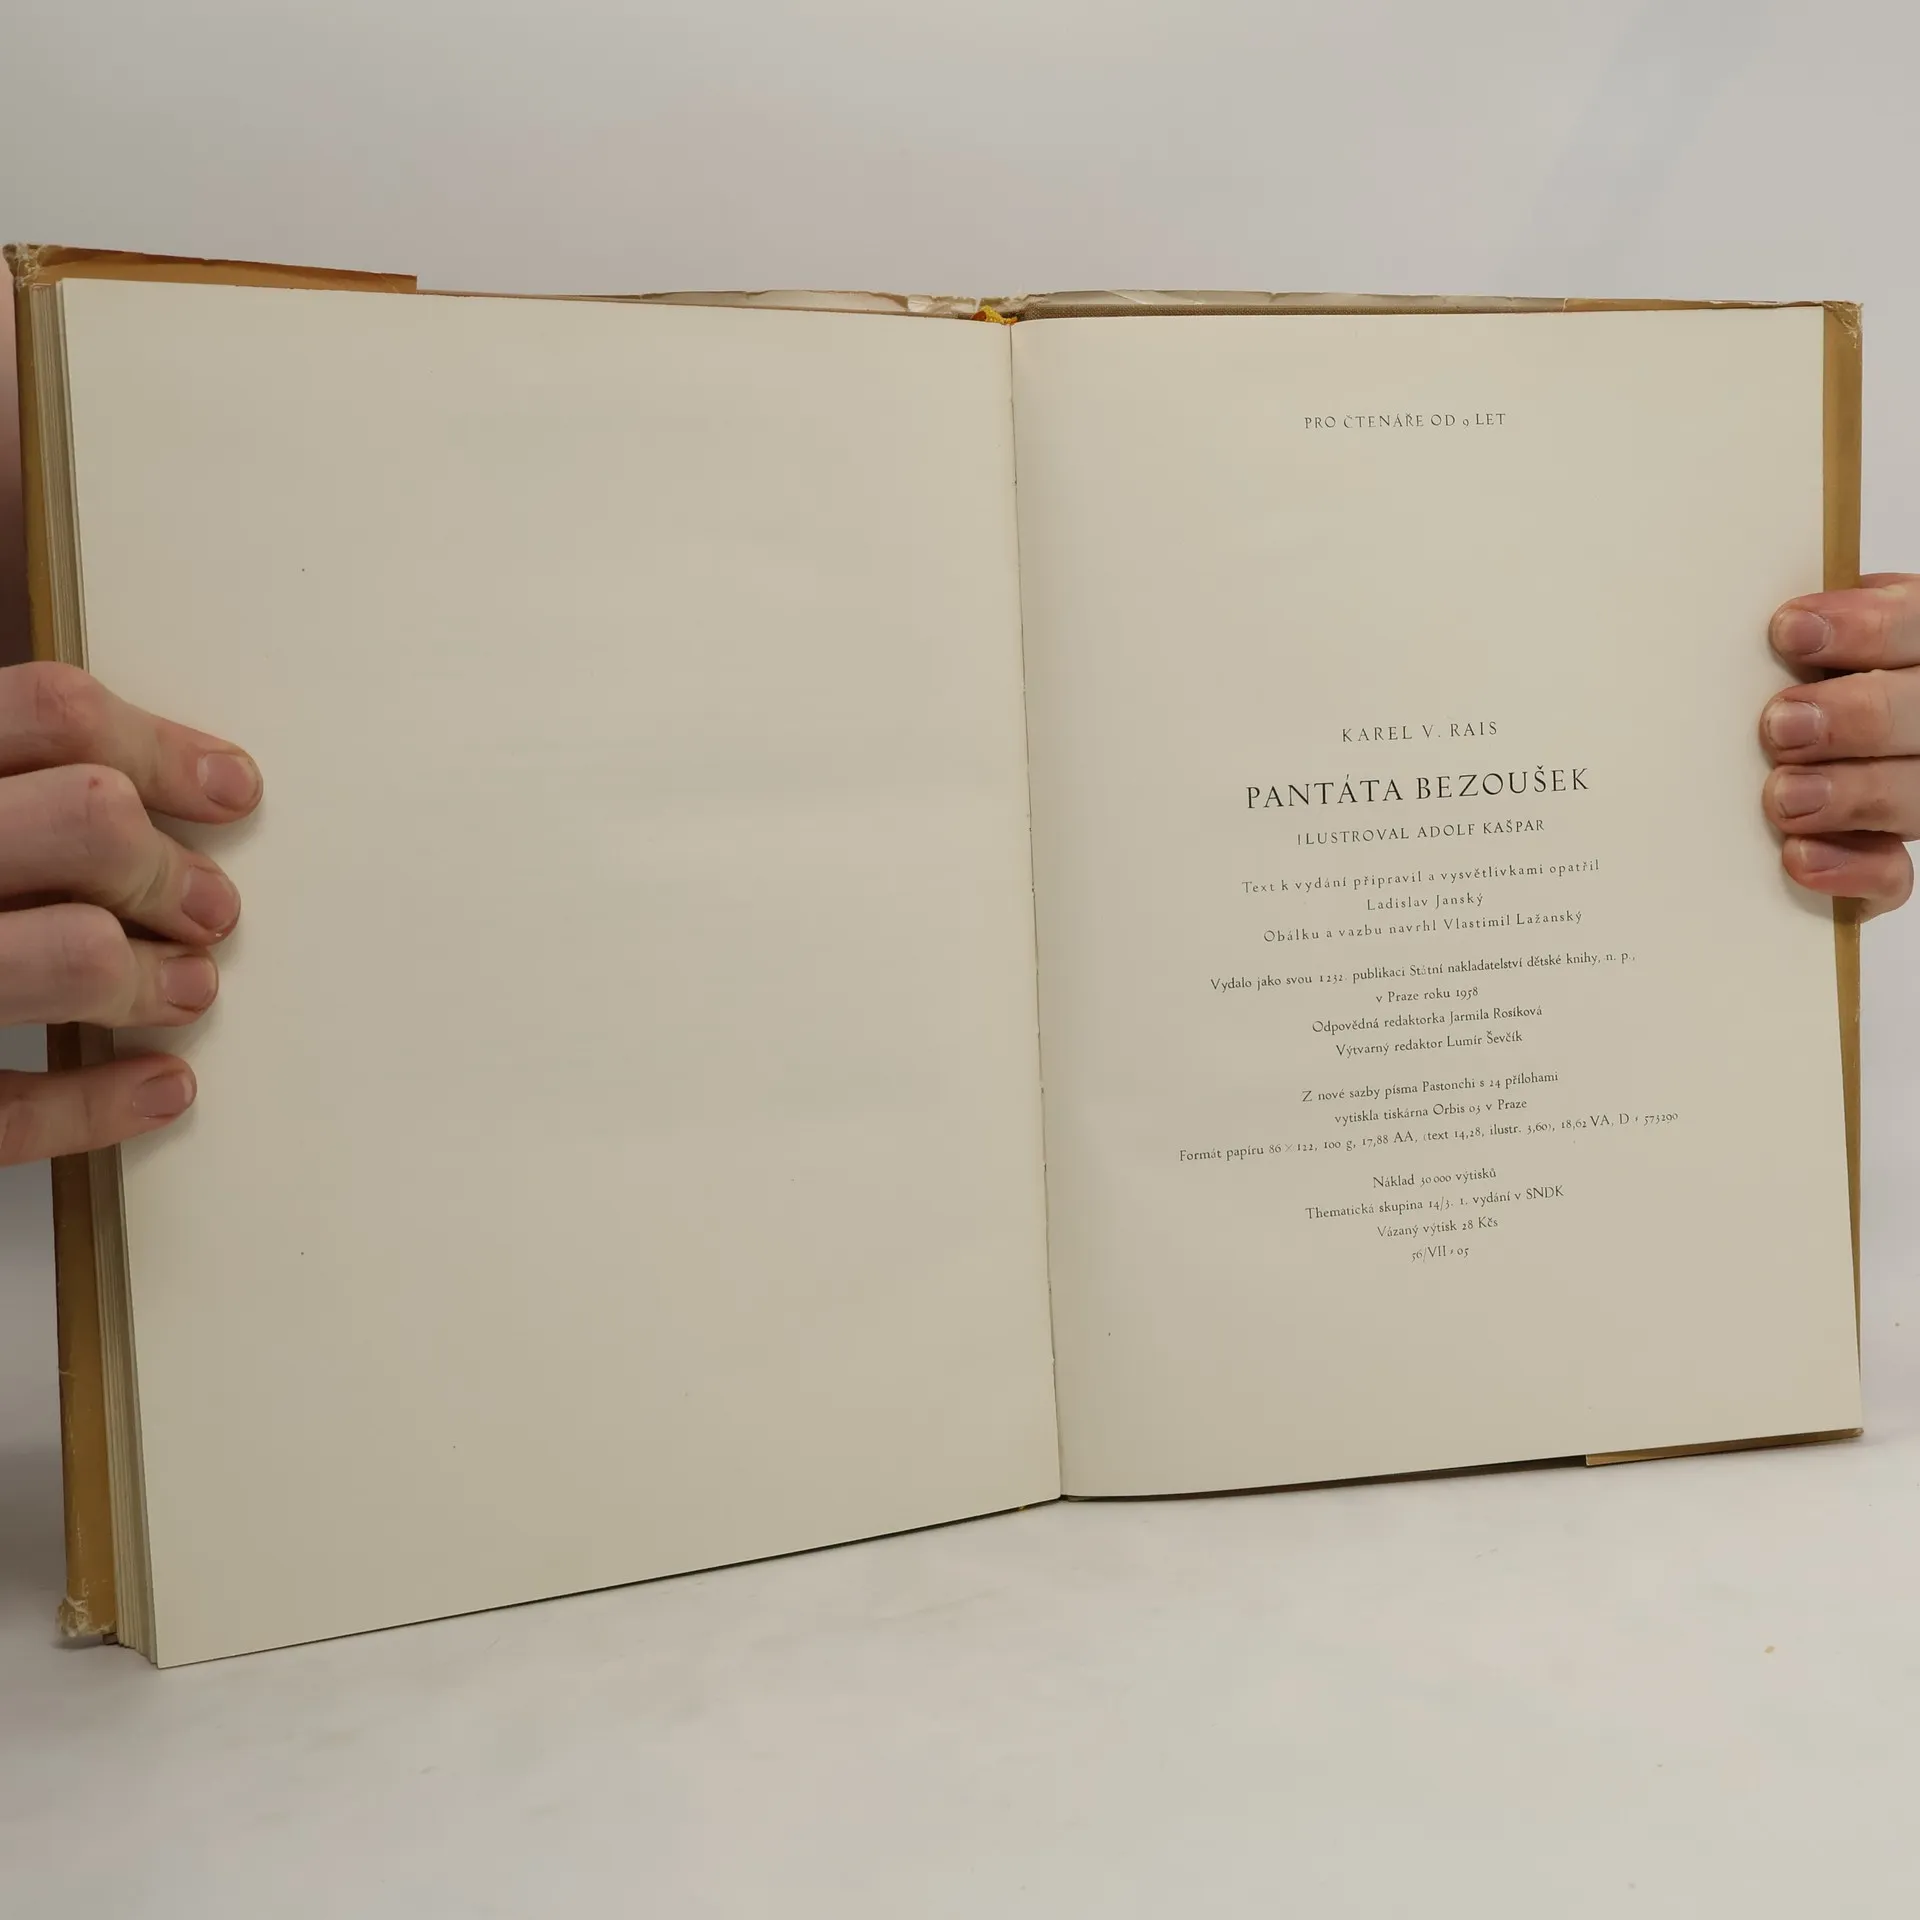 PRO ČTENÁŘE OD 9 LET
KAREL V. RAIS
PANTÁTA BEZOUŠEK
ILUSTROVAL ADOLF KAŠPAR
Text k vydání připravil a vysvětlivkami opatřil
Ladislav Janský
Obálku a vazbu navrhl Vlastimil Lažanský
Vydalo jako svou 1232. publikaci Státní nakladatelství dětské knihy, n. p.,
v Praze roku 1958
Odpovědná redaktorka Jarmila Rosíková
Výtvarný redaktor Lumír Ševčík
Z nové sazby písma Pastonchi s 24 přílohami
vytiskla tiskárna Orbis 03 v Praze
Formát papíru 86 × 122, 100 g, 17,88 AA, (text 14,28, ilustr. 3,60), 18,62 VA, D - 573290
Náklad 30 000 výtisků
Thematická skupina 14/3. 1. vydání v SNDK
Vázaný výtisk 28 Kčs
56/VII - 05